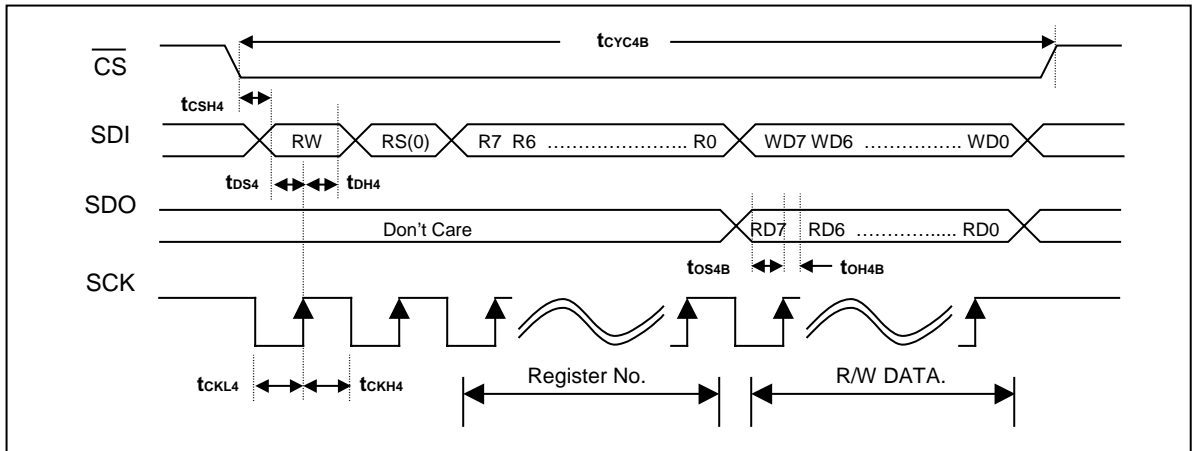 tCYC4B
CS
tCSH4
SDI RW RS(0) R7 R6 ........................ R0 WD7 WD6 ................ WD0
tDS4 tDH4
SDO
Don't Care RD7 RD6 ................. RD0
tOS4B tOH4B
SCK
tCKL4 tCKH4 Register No. R/W DATA.